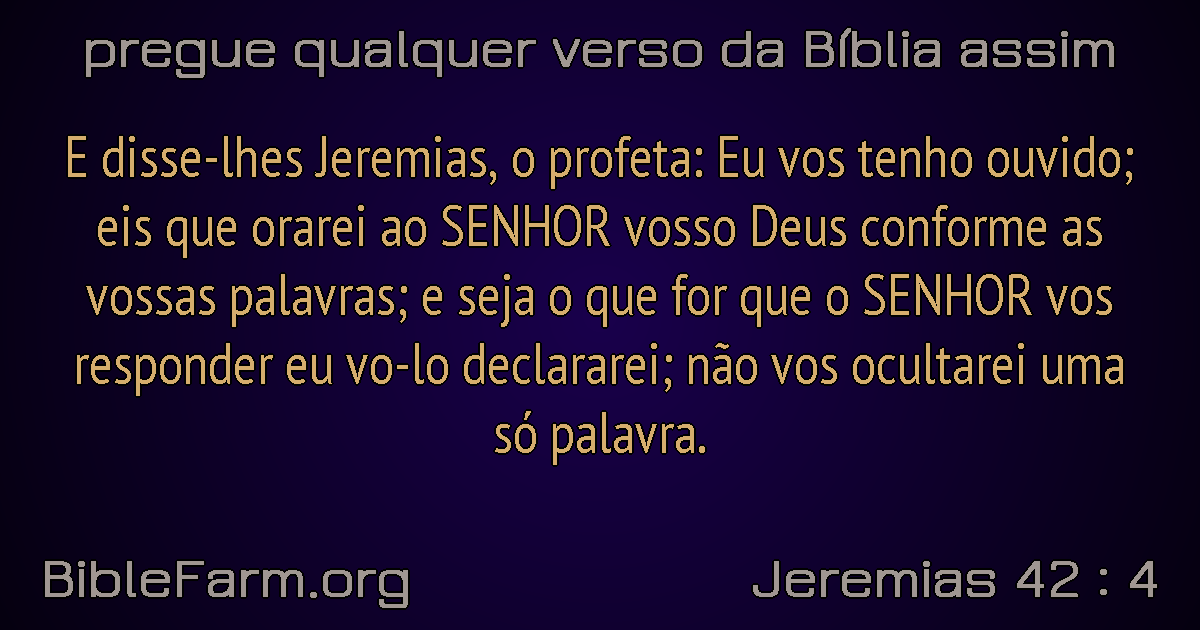 pregue qualquer verso da Bíblia assim
E disse-lhes Jeremias, o profeta: Eu vos tenho ouvido;
eis que orarei ao SENHOR vosso Deus conforme as
vossas palavras; e seja o que for que o SENHOR vos
responder eu vo-lo declararei; não vos ocultarei uma
só palavra.
BibleFarm.org
Jeremias 42 : 4